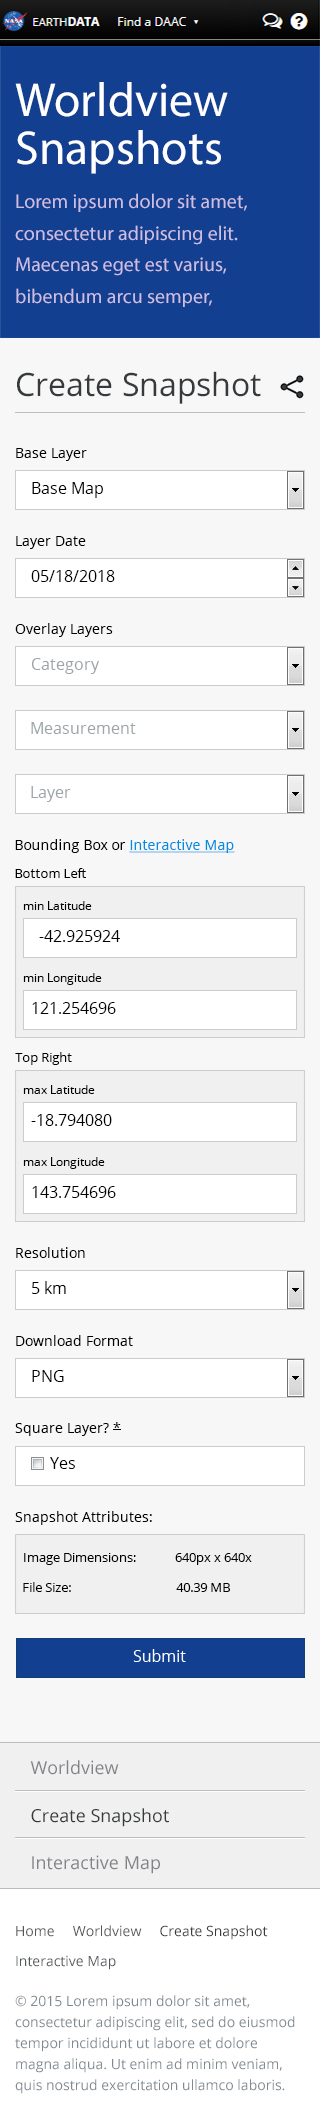 EARTHDATA Find a DAAC
Worldview
Snapshots
Lorem ipsum dolor sit amet,
consectetur adipiscing elit.
Maecenas eget est varius,
bibendum arcu semper,
Create Snapshot
Base Layer
Base Map
Layer Date
05/18/2018
Overlay Layers
Category
Measurement
Layer
Bounding Box or Interactive Map
Bottom Left
min Latitude
-42.925924
min Longitude
121.254696
Top Right
max Latitude
-18.794080
max Longitude
143.754696
Resolution
5 km
Download Format
PNG
Square Layer? *
Yes
Snapshot Attributes:
Image Dimensions: 640px x 640x
File Size: 40.39 MB
Submit
Worldview
Create Snapshot
Interactive Map
Home Worldview Create Snapshot
Interactive Map
© 2015 Lorem ipsum dolor sit amet,
consectetur adipiscing elit, sed do eiusmod
tempor incididunt ut labore et dolore
magna aliqua. Ut enim ad minim veniam,
quis nostrud exercitation ullamco laboris.